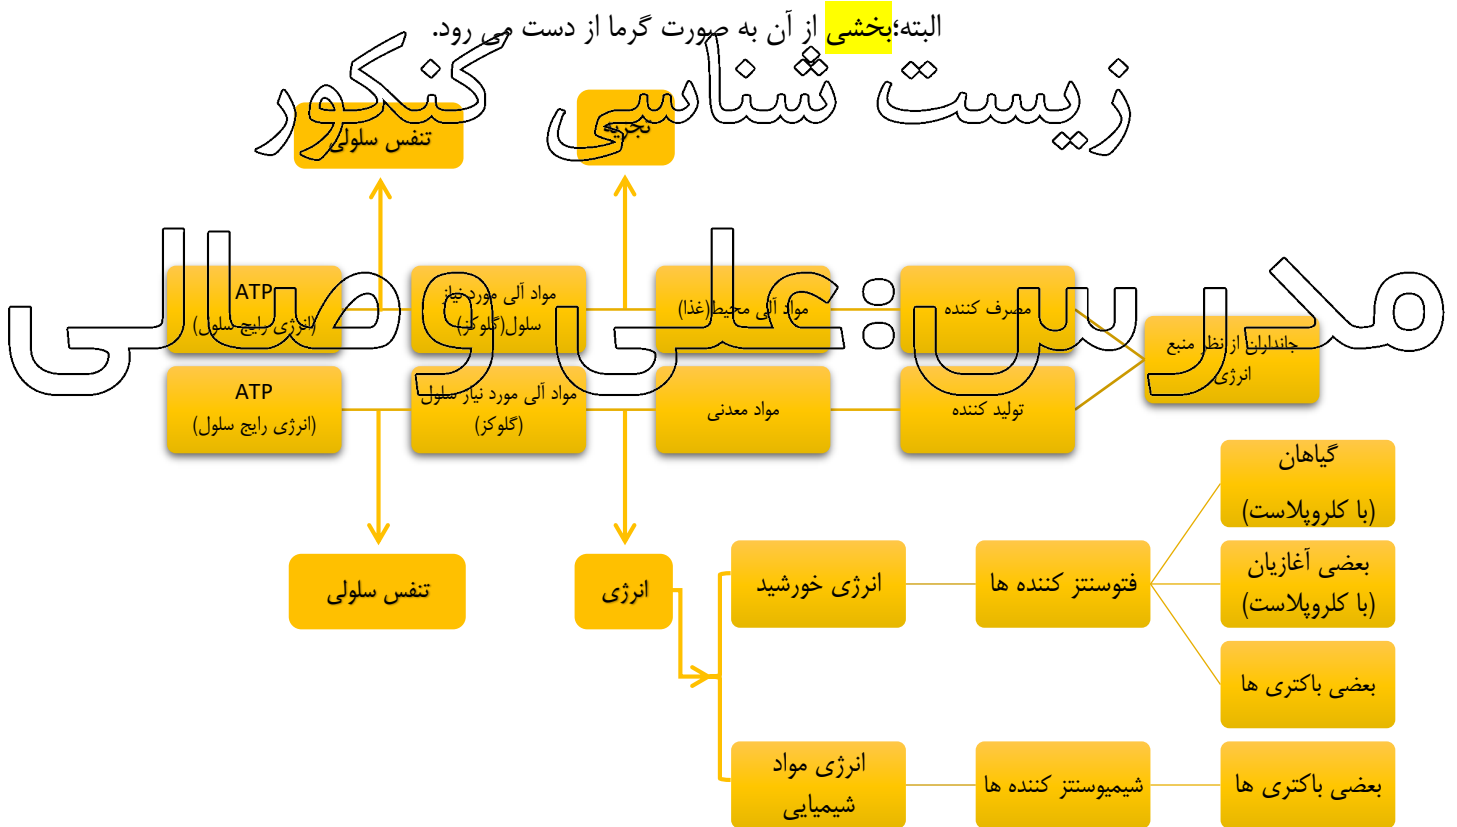 البته؛بخشی از آن به صورت گرما از دست می رود.
زیست شناسی کنکور
تجزیه
تنفس سلولی
مدرس:علی وصالی
جانداران از نظر منبع
انرژی
مصرف کننده
مواد آلی محیط(غذا)
مواد آلی مورد نیاز
سلول(گلوکز)
ATP
(انرژی رایج سلول)
تولید کننده
مواد معدنی
مواد آلی مورد نیاز سلول
(گلوکز)
ATP
(انرژی رایج سلول)
انرژی
تنفس سلولی
گیاهان
(با کلروپلاست)
بعضی آغازیان
(با کلروپلاست)
بعضی باکتری ها
فتوسنتز کننده ها
انرژی خورشید
بعضی باکتری ها
شیمیوسنتز کننده ها
انرژی مواد
شیمیایی